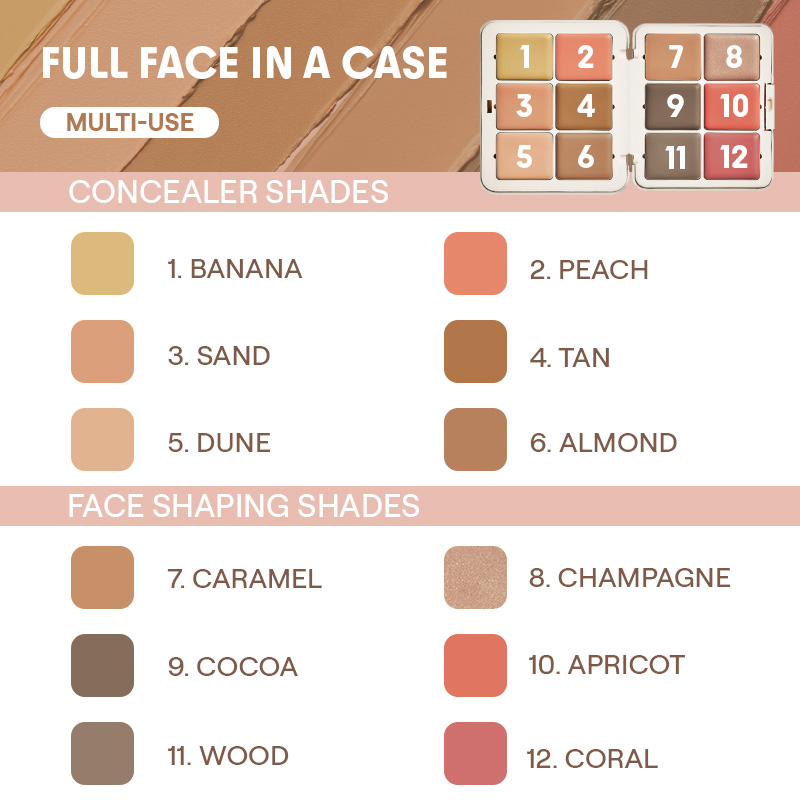 FULL FACE IN A CASE
MULTI-USE
1 2 7 8
3 4 9 10
5 6 11 12
CONCEALER SHADES
1. BANANA
2. PEACH
3. SAND
4. TAN
5. DUNE
6. ALMOND
FACE SHAPING SHADES
7. CARAMEL
8. CHAMPAGNE
9. COCOA
10. APRICOT
11. WOOD
12. CORAL